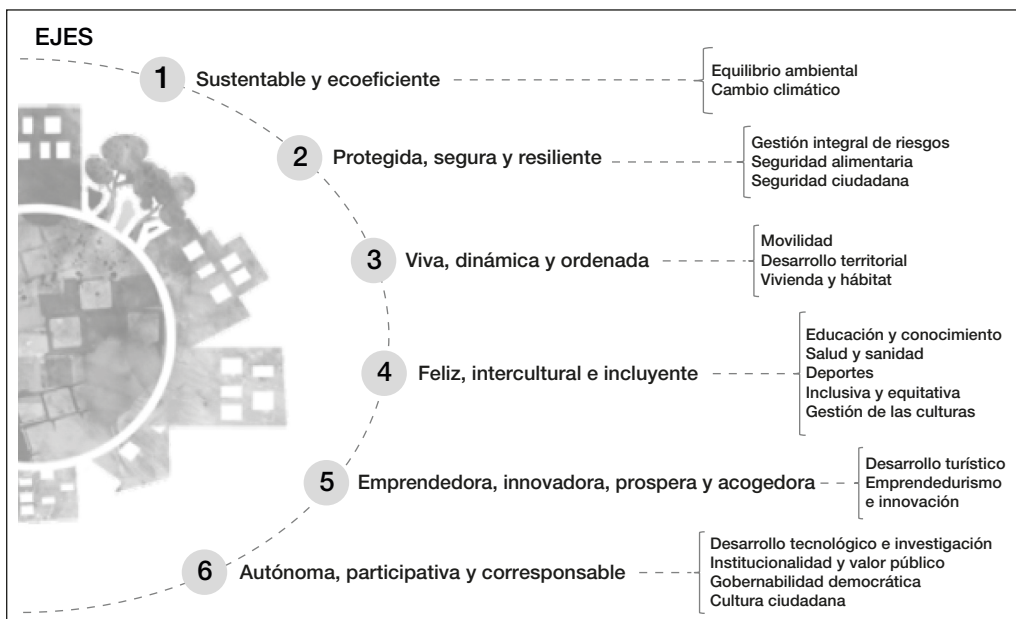 EJES
1 Sustentable y ecoeficiente
Equilibrio ambiental
Cambio climático
2 Protegida, segura y resiliente
Gestión integral de riesgos
Seguridad alimentaria
Seguridad ciudadana
3 Viva, dinámica y ordenada
Movilidad
Desarrollo territorial
Vivienda y hábitat
4 Feliz, intercultural e incluyente
Educación y conocimiento
Salud y sanidad
Deportes
Inclusiva y equitativa
Gestión de las culturas
5 Emprendedora, innovadora, prospera y acogedora
Desarrollo turístico
Emprendedurismo
e innovación
6 Autónoma, participativa y corresponsable
Desarrollo tecnológico e investigación
Institucionalidad y valor público
Gobernabilidad democrática
Cultura ciudadana